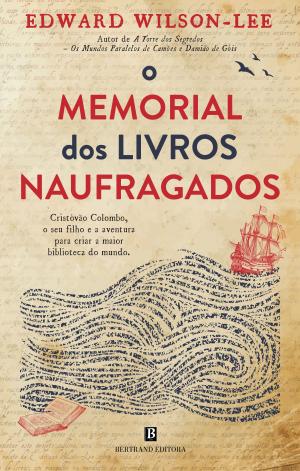 EDWARD WILSON-LEE
Autor de A Torre dos Segredos
– Os Mundos Paralelos de Camões e Damião de Góis
O
MEMORIAL
dos LIVROS
NAUFRAGADOS
Cristóvão Colombo,
o seu filho e a aventura
para criar a maior
biblioteca do mundo.
B
BERTRAND EDITORA